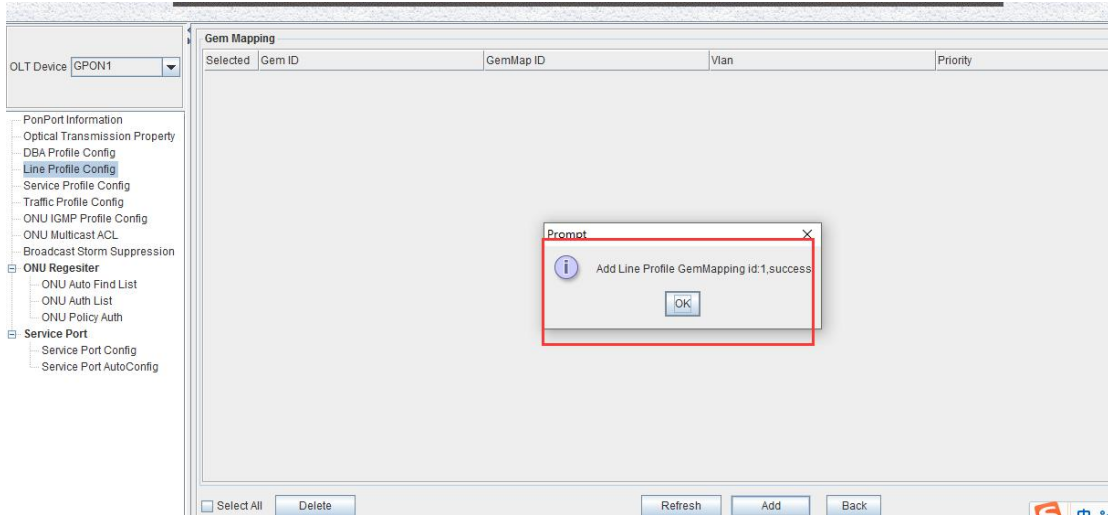 Gem Mapping
OLT Device GPON1
Selected Gem ID GemMap ID Vlan Priority
PonPort Information
Optical Transmission Property
DBA Profile Config
Line Profile Config
Service Profile Config
Traffic Profile Config
ONU IGMP Profile Config
ONU Multicast ACL
Broadcast Storm Suppression
ONU Regesiter
ONU Auto Find List
ONU Auth List
ONU Policy Auth
Service Port
Service Port Config
Service Port AutoConfig
Prompt
Add Line Profile GemMapping id:1,success
OK
Select All Delete Refresh Add Back
中